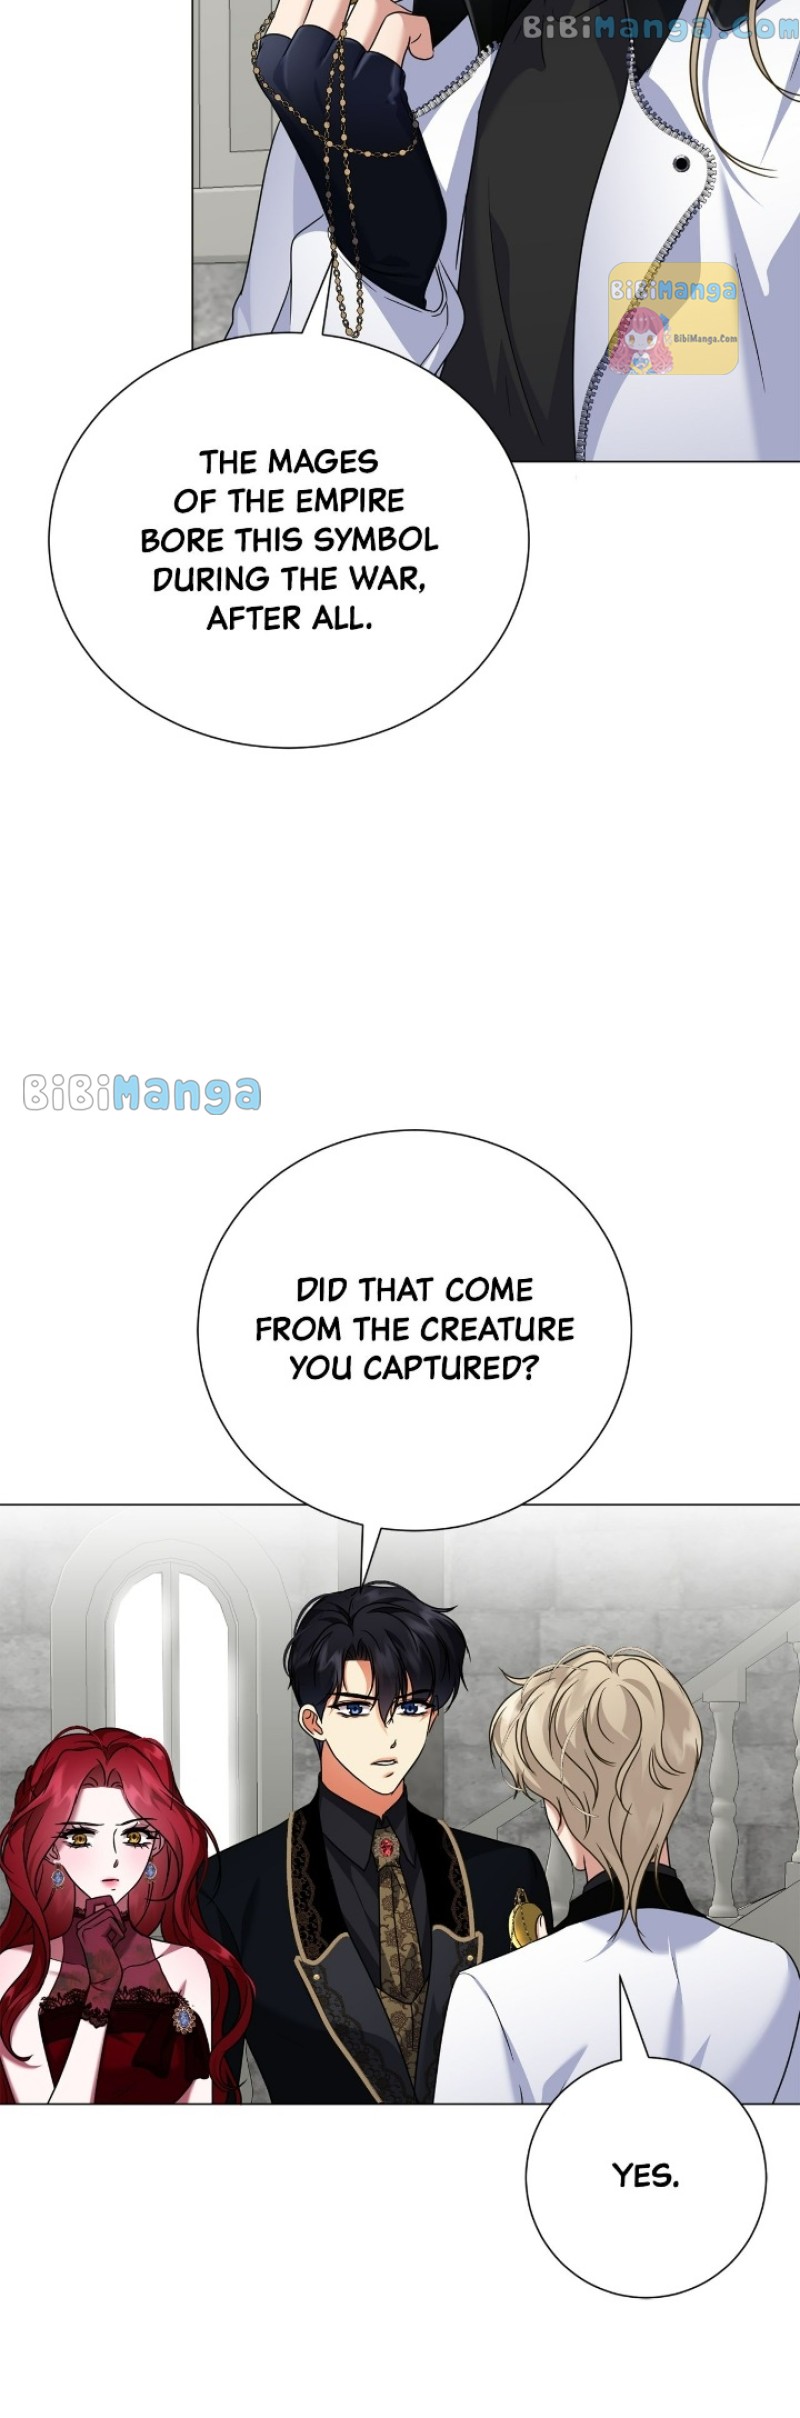 BiBiManga.Com
BiBiManga
BibiManga.Com
THE MAGES
OF THE EMPIRE
BORE THIS SYMBOL
DURING THE WAR,
AFTER ALL.
BiBiManga
DID THAT COME
FROM THE CREATURE
YOU CAPTURED?
YES.